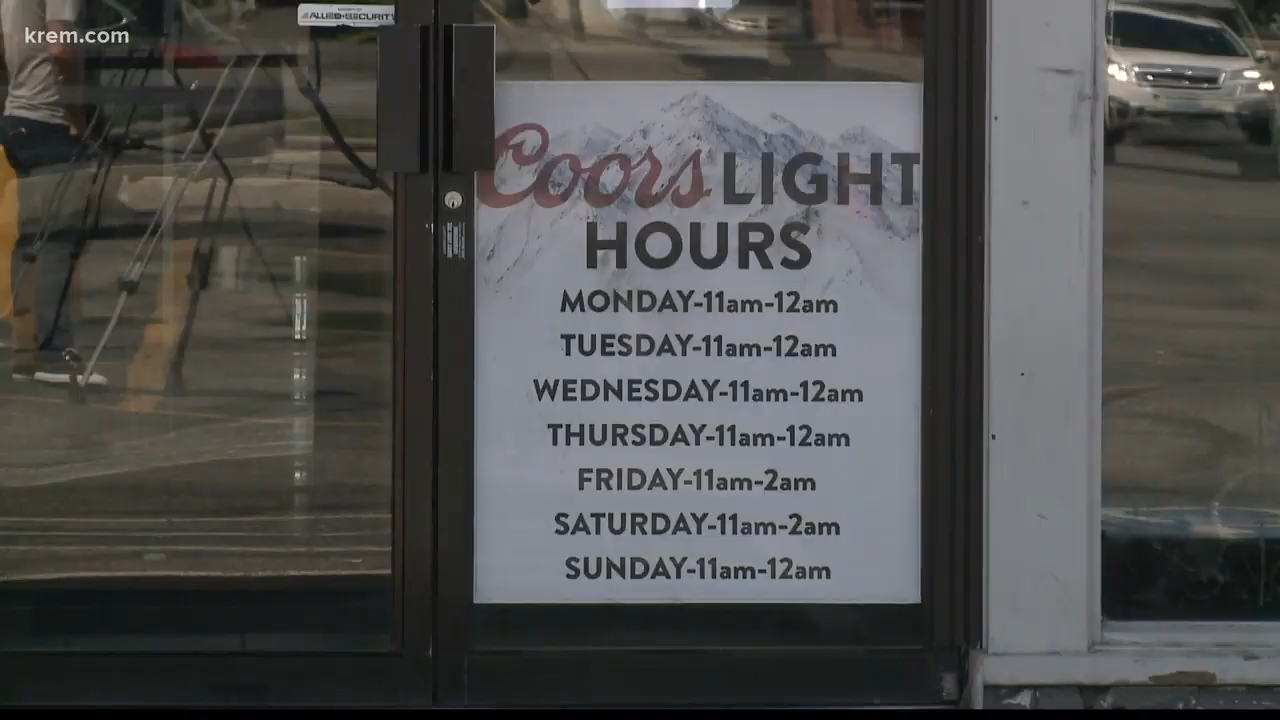 krem.com
ALLIED SECURITY
Coors LIGHT
HOURS
MONDAY-11am-12am
TUESDAY-11am-12am
WEDNESDAY-11am-12am
THURSDAY-11am-12am
FRIDAY-11am-2am
SATURDAY-11am-2am
SUNDAY-11am-12am